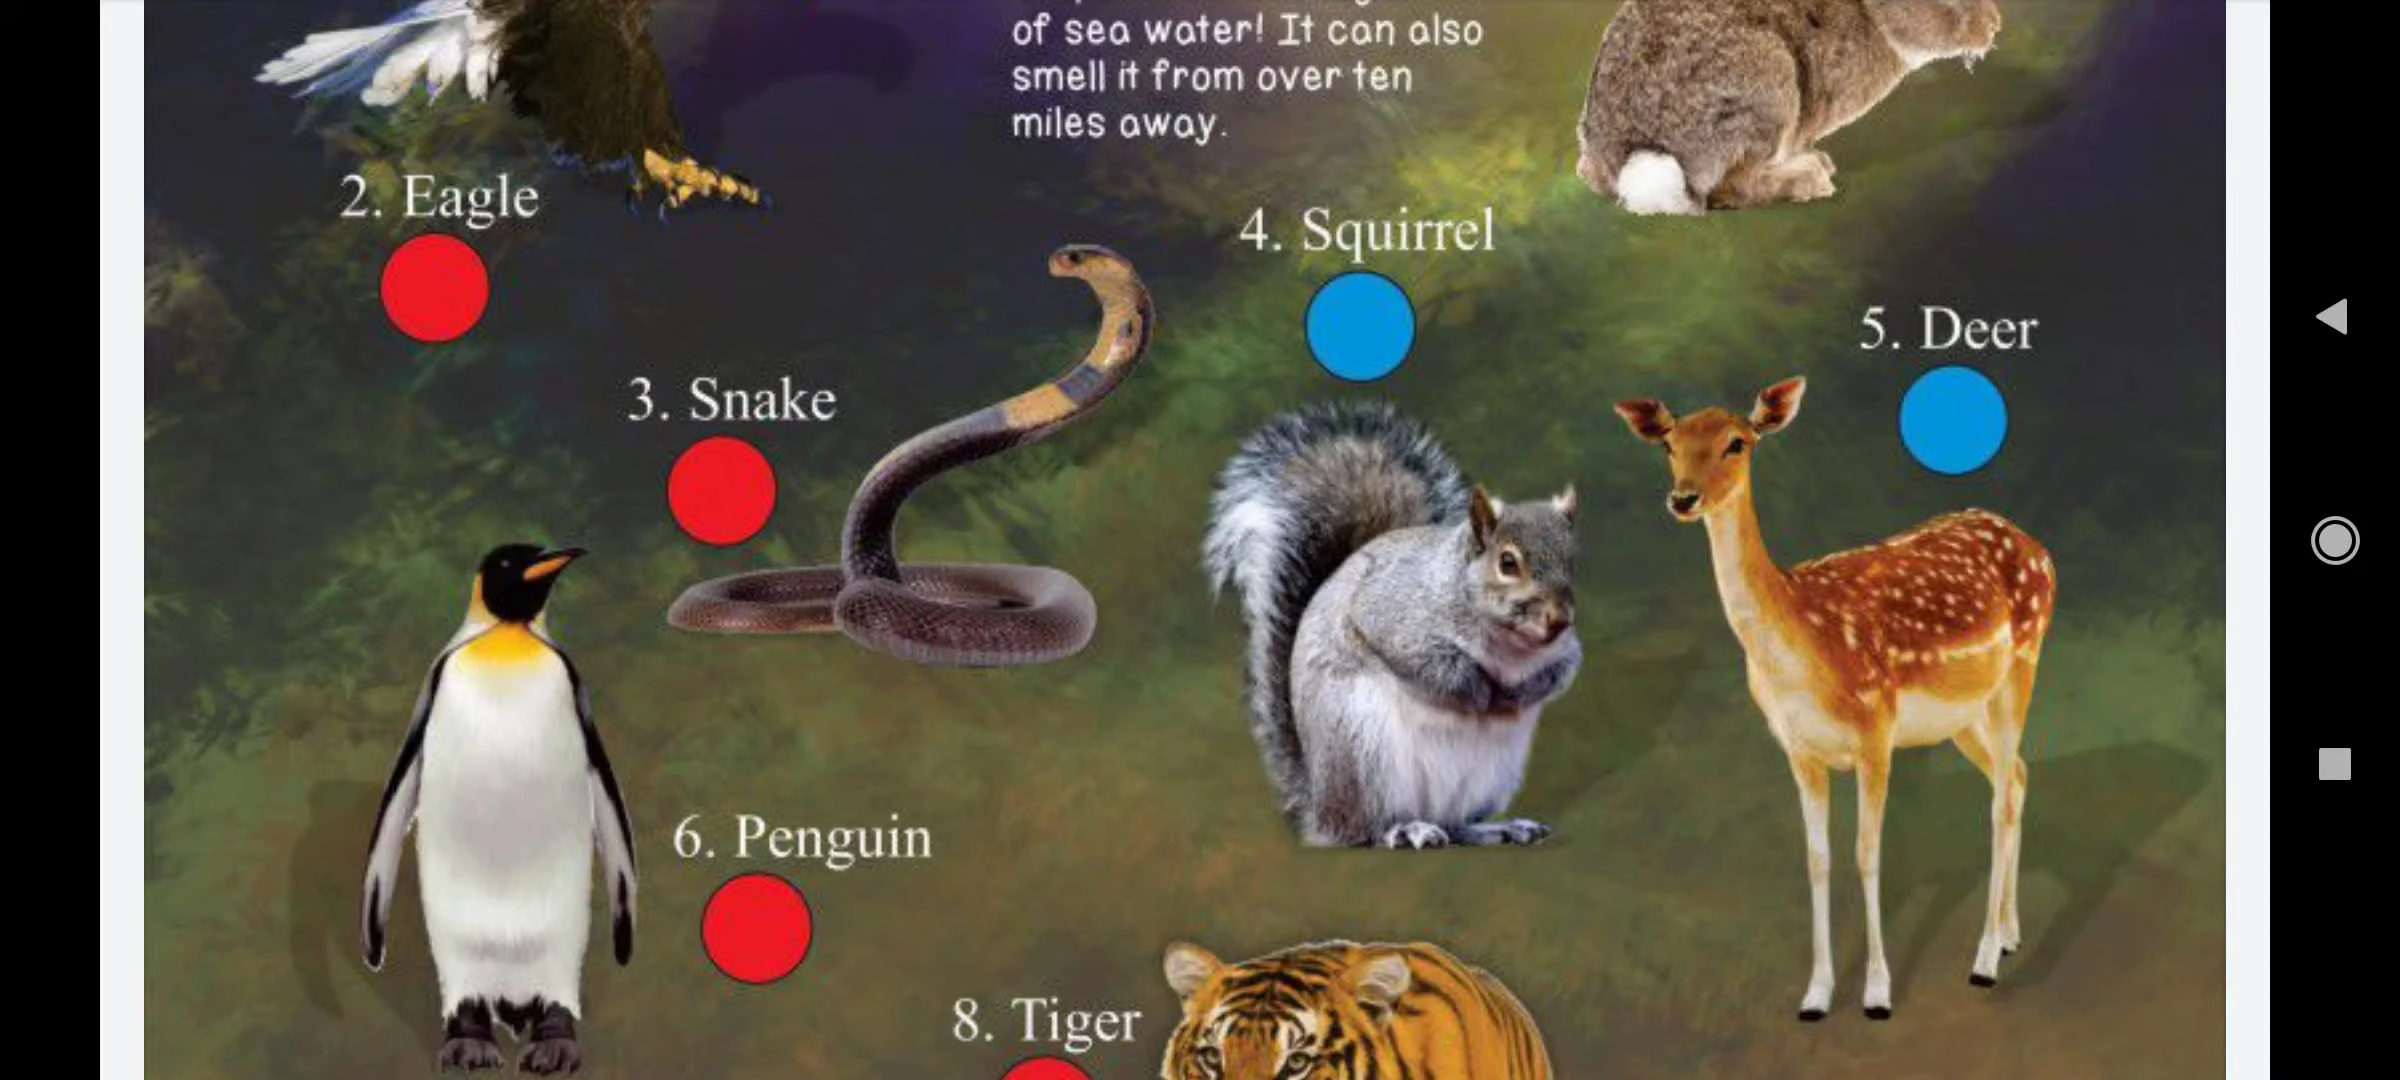 of sea water! It can also
smell it from over ten
miles away.
2. Eagle
4. Squirrel
5. Deer
3. Snake
6. Penguin
8. Tiger